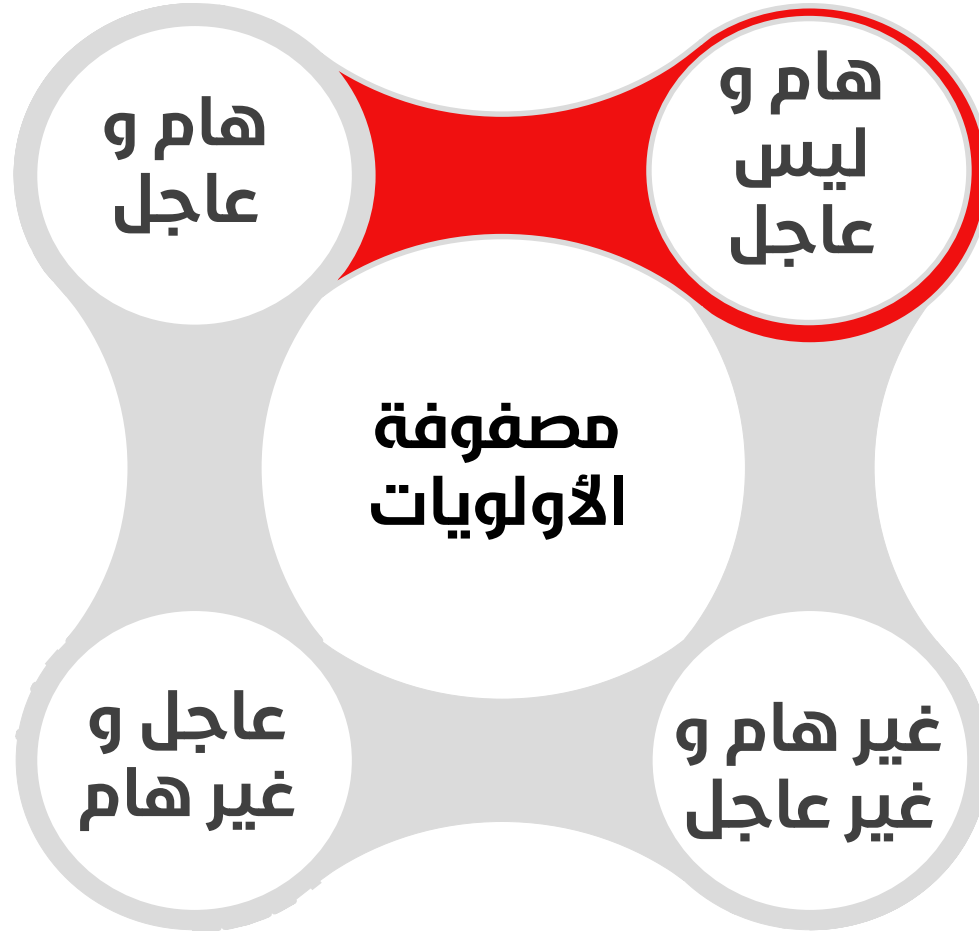 هام و
ليس
عاجل
هام و
عاجل
مصفوفة
الأولويات
غير هام و
غير عاجل
عاجل و
غير هام